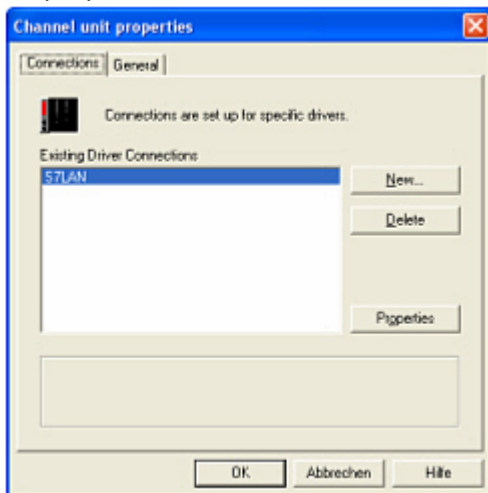 Channel unit properties
Connections
General
Connections are set up for specific drivers.
Existing Driver Connections
S7LAN
New...
Delete
Properties
OK
Abbrechen
Hilfe